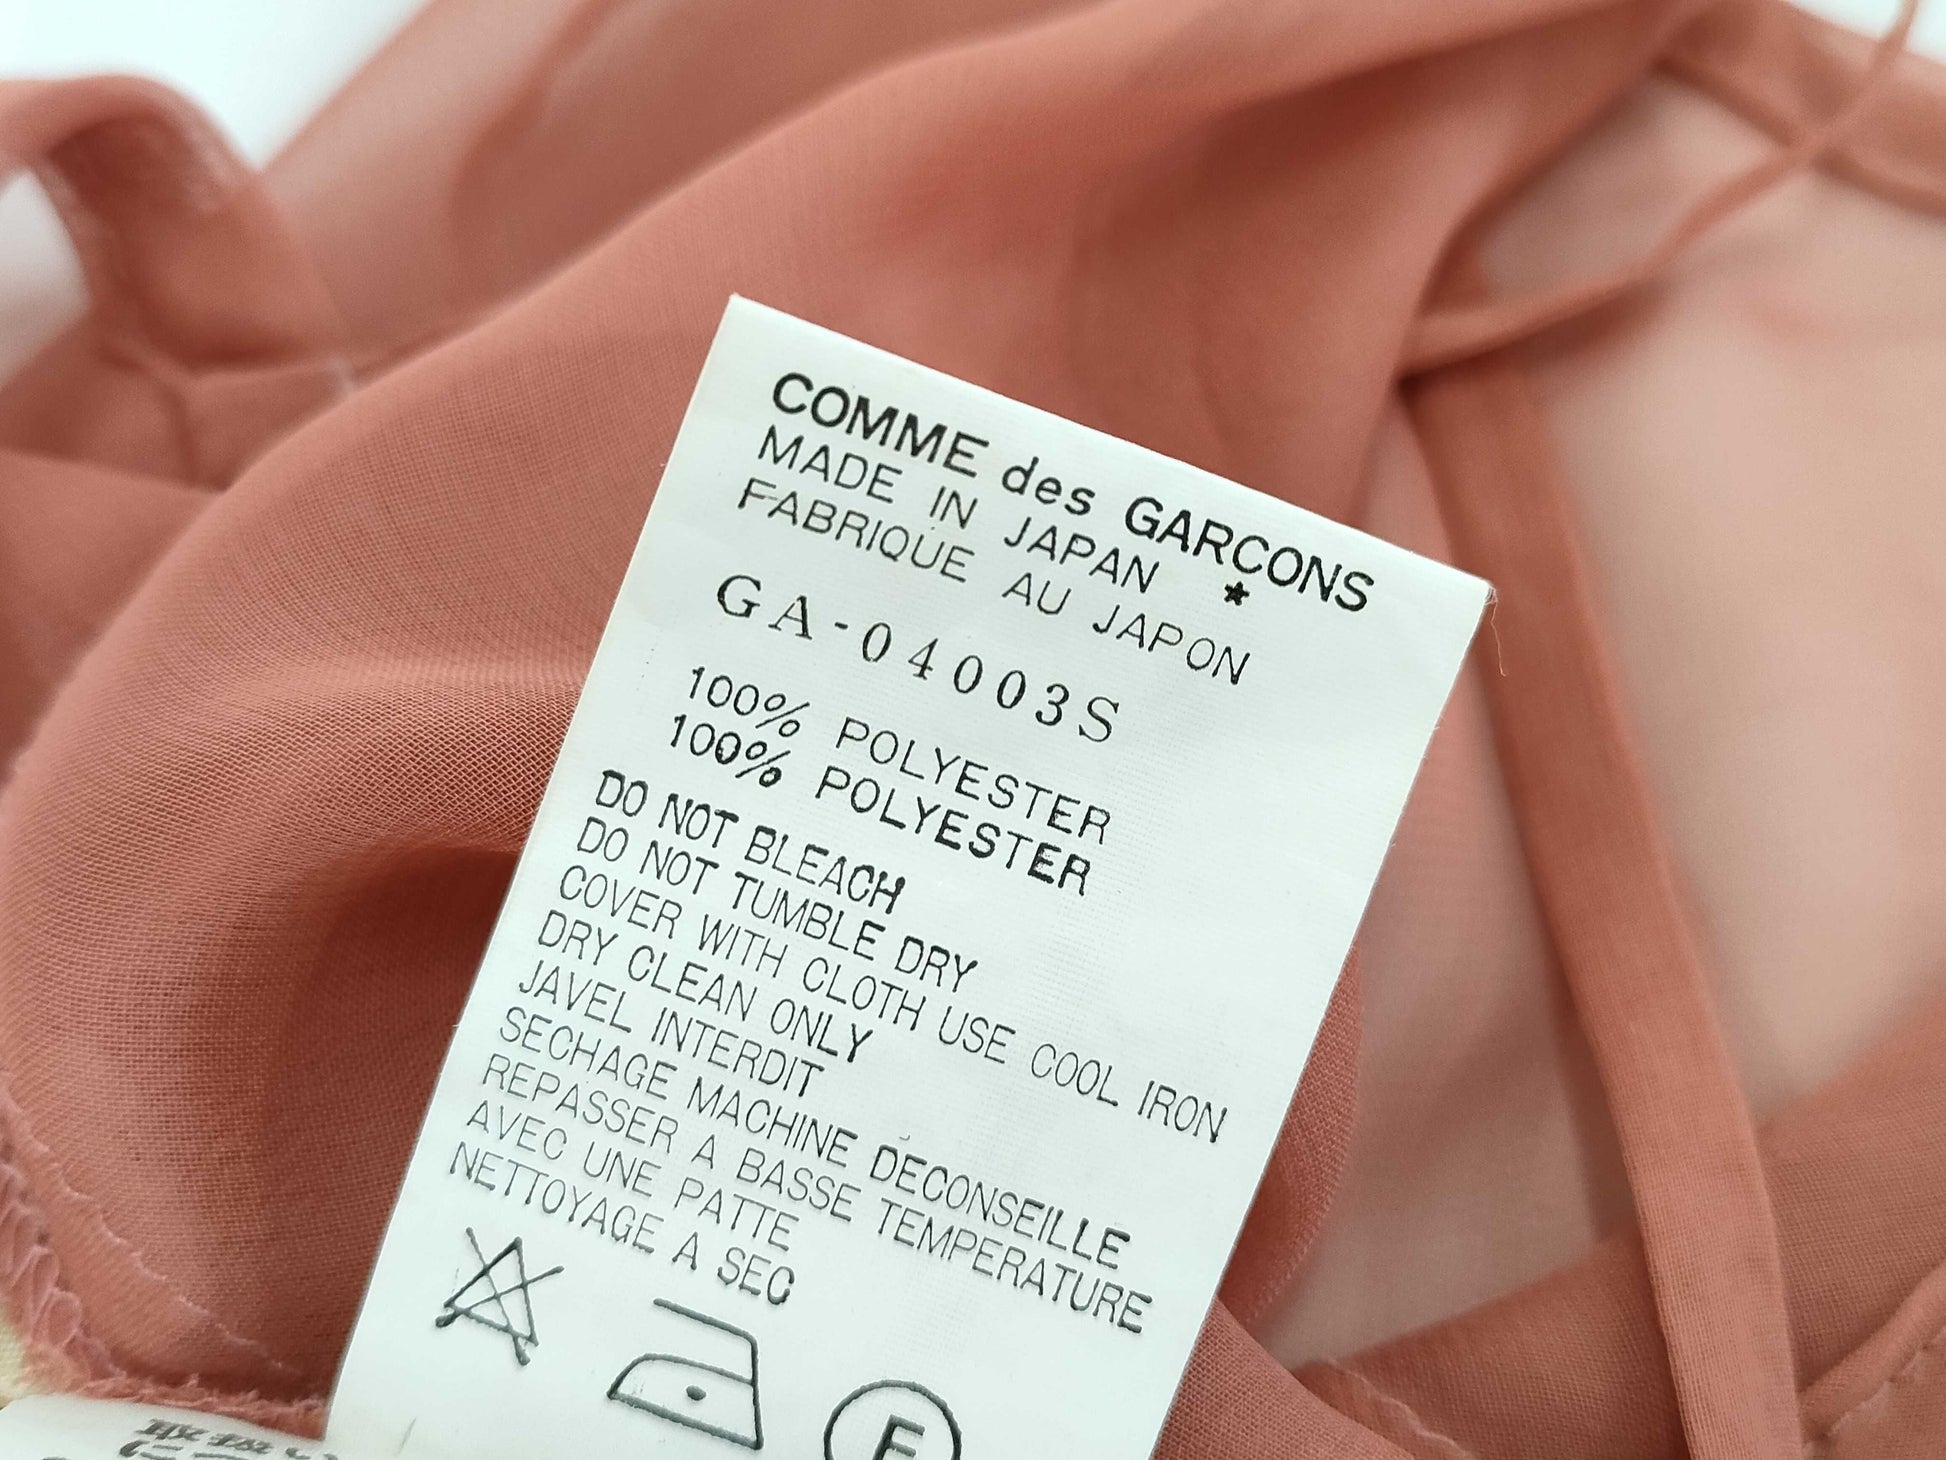 COMME des GARCONS
MADE IN JAPAN ★
FABRIQUE AU JAPON
GA-04003S
100% POLYESTER
100% POLYESTER
DO NOT BLEACH
DO NOT TUMBLE DRY
COVER WITH CLOTH USE COOL IRON
DRY CLEAN ONLY
JAVEL INTERDIT
SECHAGE MACHINE DECONSEILLE
REPASSER A BASSE TEMPERATURE
AVEC UNE PATTE
NETTOYAGE A SEC
F